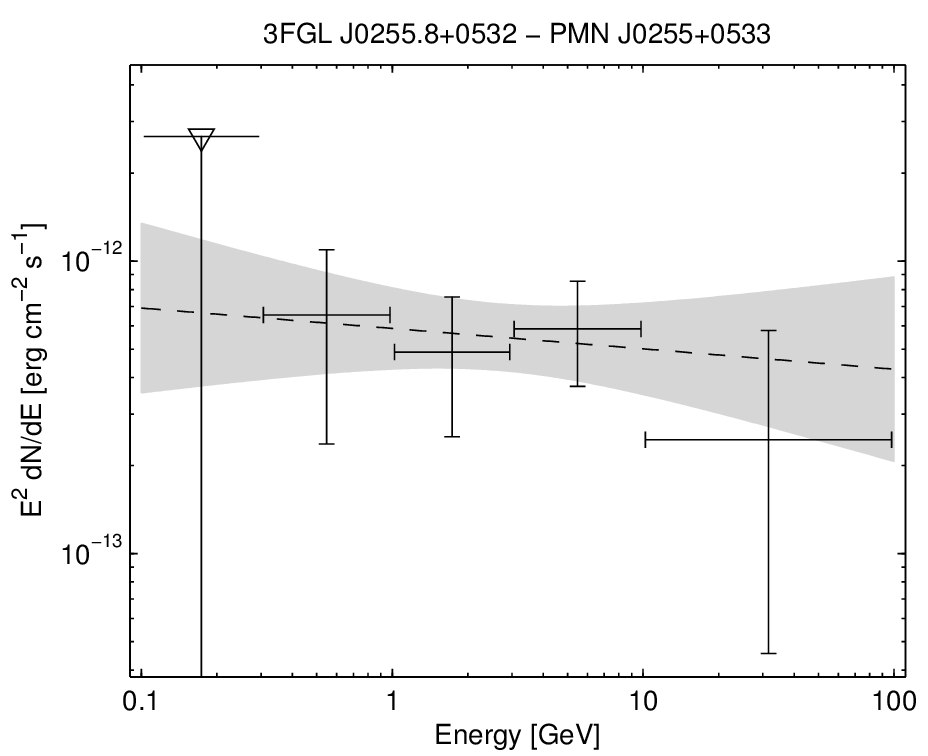 3FGL J0255.8+0532 − PMN J0255+0533
E² dN/dE [erg cm⁻² s⁻¹]
10⁻¹²
10⁻¹³
0.1 1 10 100
Energy [GeV]